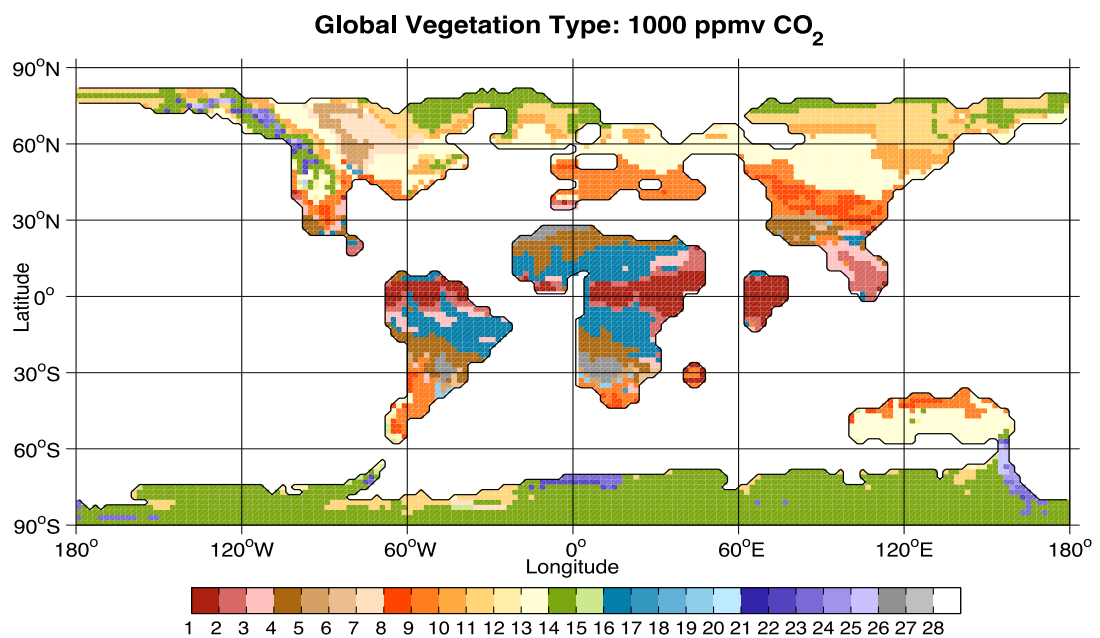 Global Vegetation Type: 1000 ppmv CO2
90°N
60°N
30°N
0°
30°S
60°S
90°S
Latitude
180° 120°W 60°W 0° 60°E 120°E 180°
Longitude
1 2 3 4 5 6 7 8 9 10 11 12 13 14 15 16 17 18 19 20 21 22 23 24 25 26 27 28